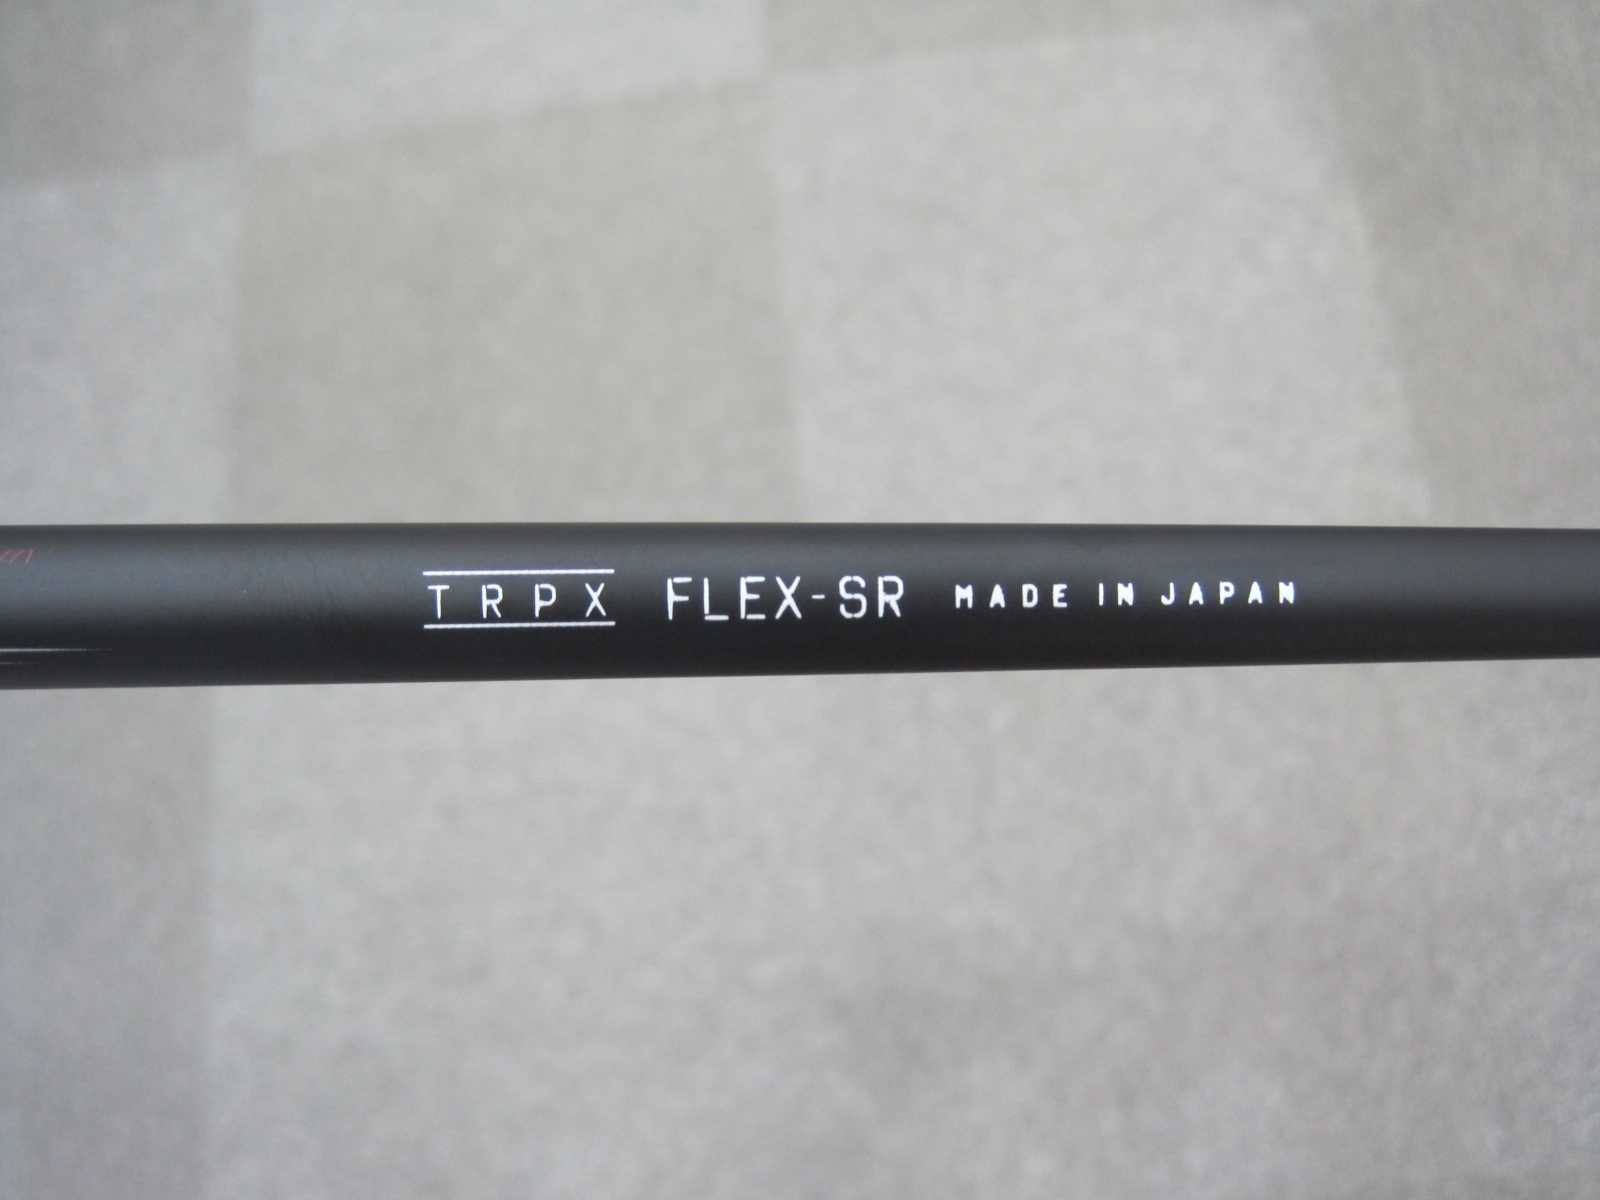 TRPX FLEX-SR MADE IN JAPAN